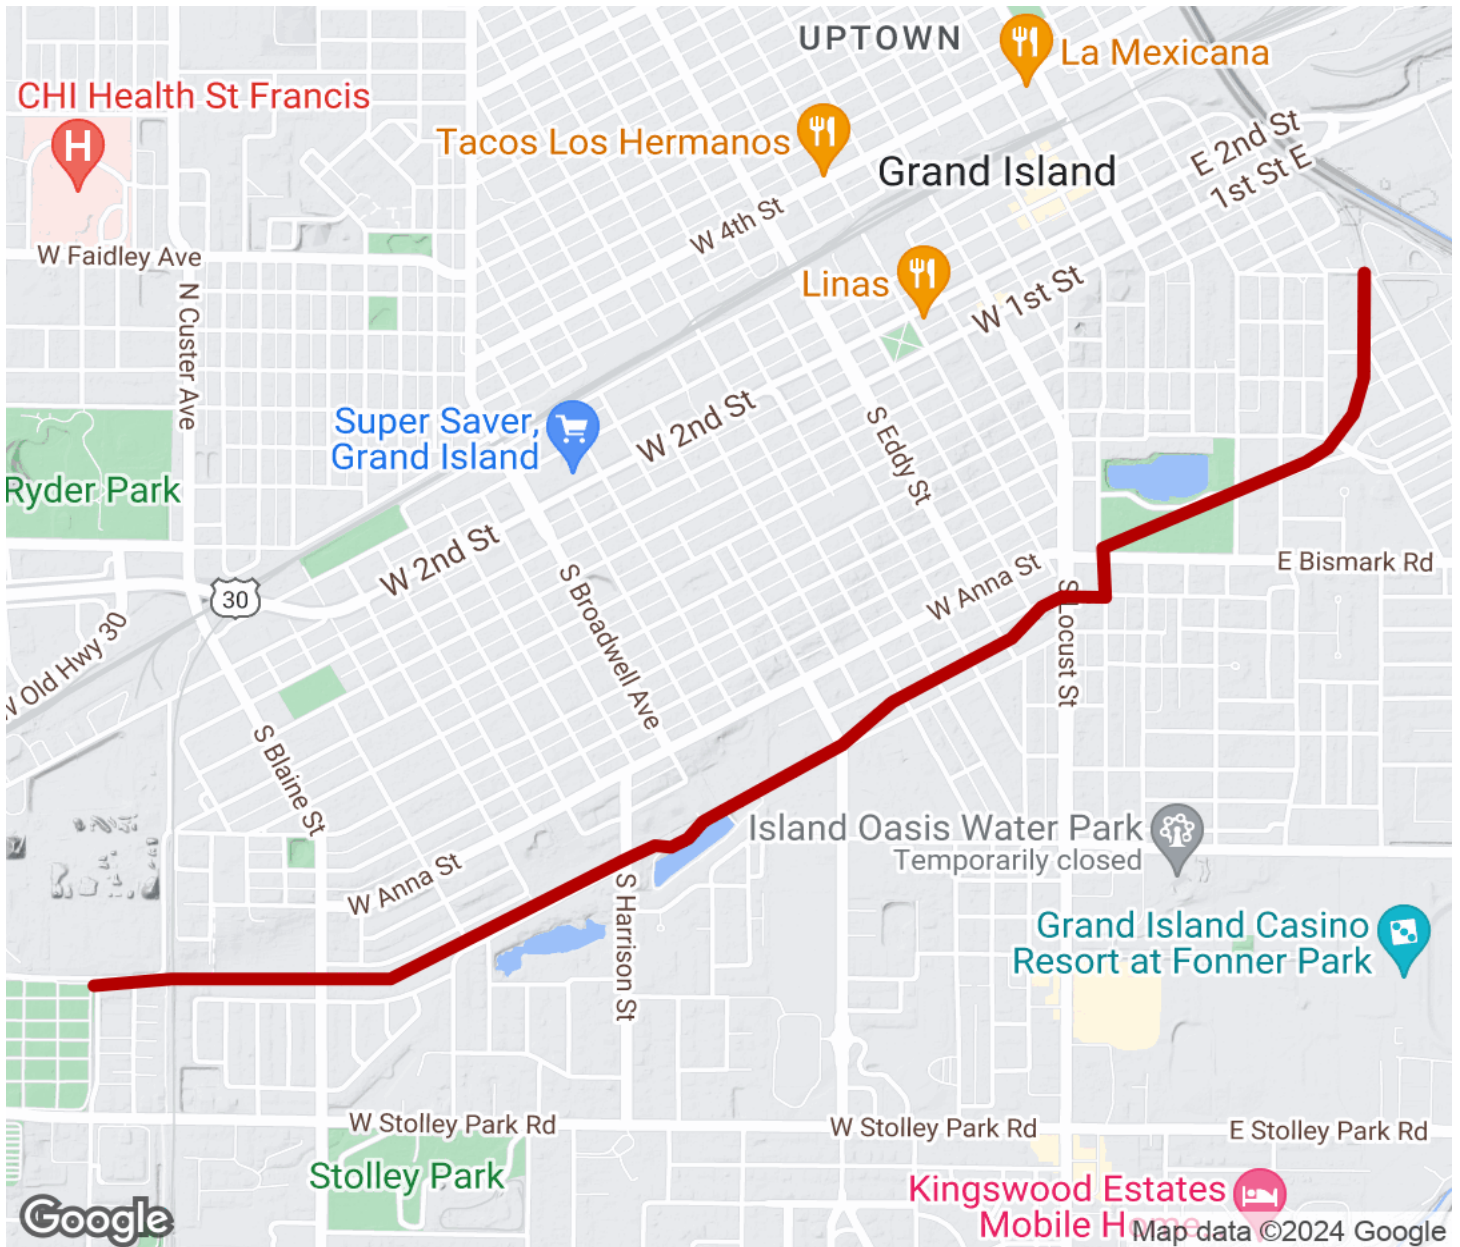 UPTOWN
La Mexicana
CHI Health St Francis
H
Tacos Los Hermanos
E 2nd St
Grand Island
1st St E
W 4th St
W Faidley Ave
Linas
W 1st St
N Custer Ave
Super Saver,
Grand Island
W 2nd St
S Eddy St
Ryder Park
W 2nd St
E Bismark Rd
W Anna St
30
S Broadwell Ave
S Locust St
W Old Hwy 30
S Blaine St
Island Oasis Water Park
Temporarily closed
W Anna St
S Harrison St
Grand Island Casino
Resort at Fonner Park
W Stolley Park Rd
W Stolley Park Rd
E Stolley Park Rd
Stolley Park
Kingswood Estates
Mobile Home
Google
Map data ©2024 Google